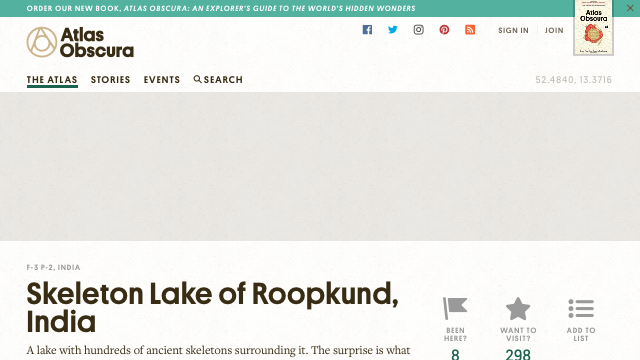 ORDER OUR NEW BOOK, ATLAS OBSCURA: AN EXPLORER'S GUIDE TO THE WORLD'S HIDDEN WONDERS
Atlas
Obscura
SIGN IN
JOIN
Atlas
Obscura
THE ATLAS
STORIES
EVENTS
SEARCH
52.4840, 13.3716
F-3 P-2, INDIA
Skeleton Lake of Roopkund,
India
A lake with hundreds of ancient skeletons surrounding it. The surprise is what
BEEN
HERE?
8
WANT TO
VISIT?
298
ADD TO
LIST